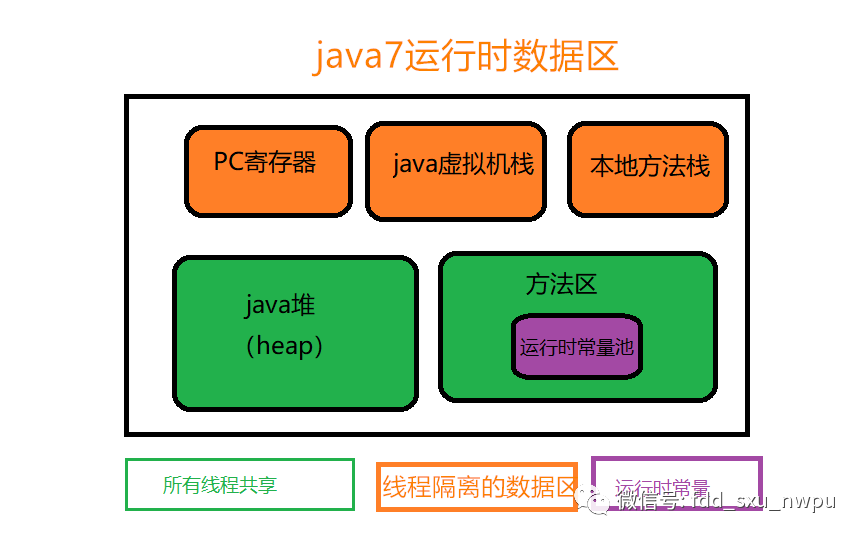 java7运行时数据区
PC寄存器
java虚拟机栈
本地方法栈
java堆
（heap）
方法区
运行时常量池
所有线程共享
线程隔离的数据区
运行时常量
微信号: tdd_sxu_nwpu